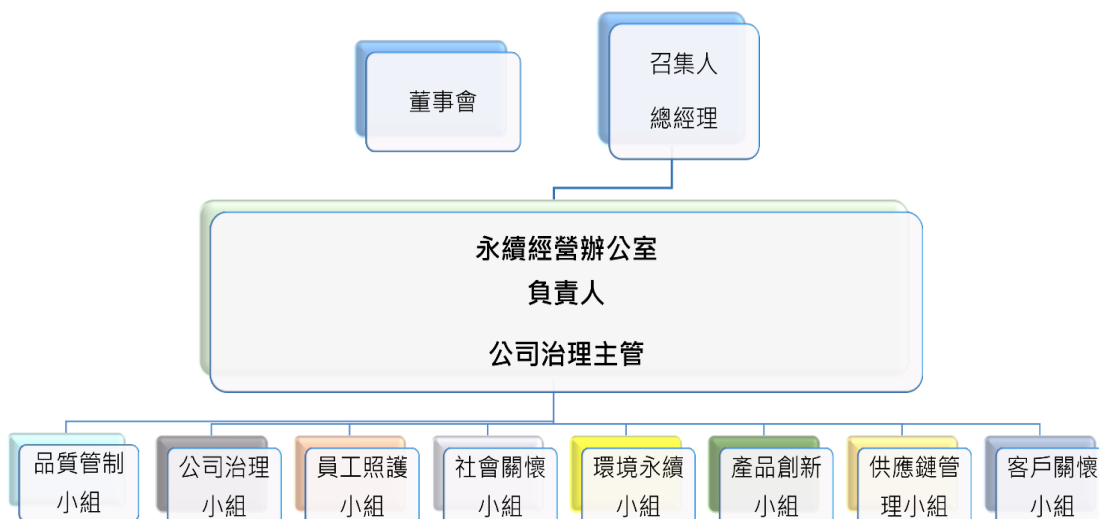 董事會
召集人
總經理
永續經營辦公室
負責人
公司治理主管
品質管制
小組
公司治理
小組
員工照護
小組
社會關懷
小組
環境永續
小組
產品創新
小組
供應鏈管
理小組
客戶關懷
小組